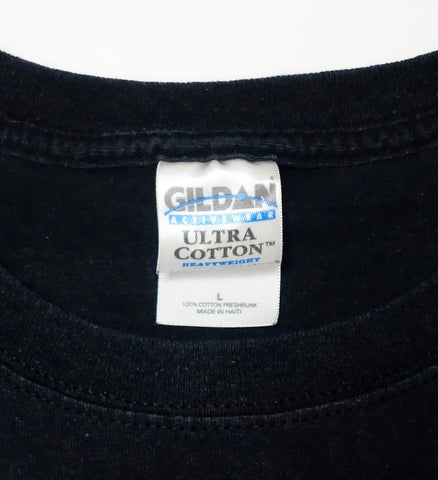 GILDAN
ACTIVEWEAR
ULTRA
COTTON™
HEAVYWEIGHT
L
100% COTTON PRESHRUNK
MADE IN HAITI